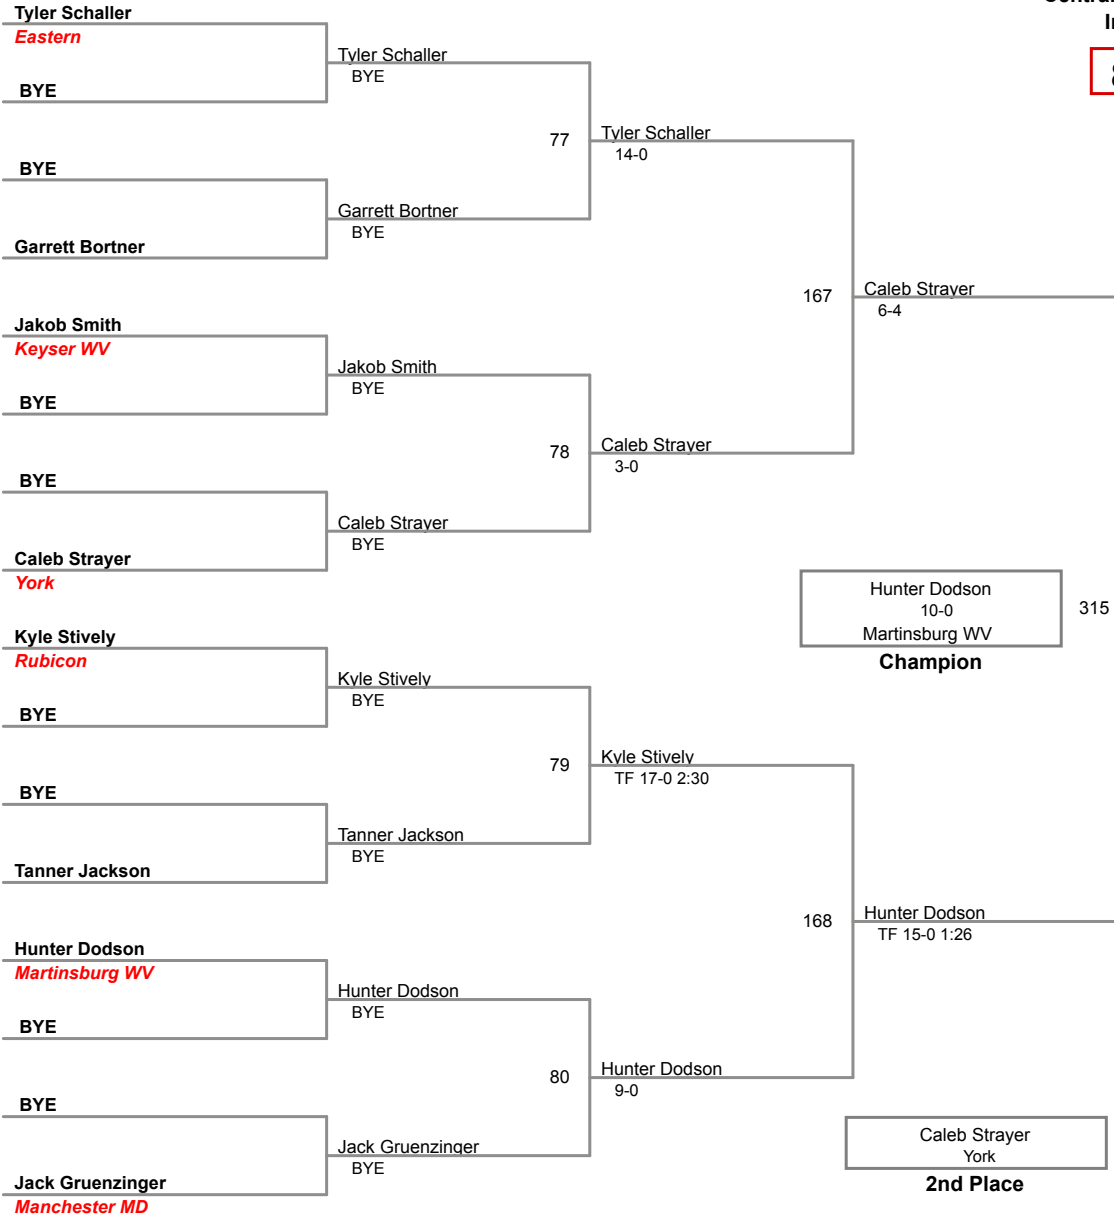 Tyler Schaller
Eastern
BYE
BYE
Garrett Bortner
Jakob Smith
Keyser WV
BYE
BYE
Caleb Strayer
York
Kyle Stively
Rubicon
BYE
BYE
Tanner Jackson
Hunter Dodson
Martinsburg WV
BYE
BYE
Jack Gruenzinger
Manchester MD
Tyler Schaller
BYE
Garrett Bortner
BYE
Jakob Smith
BYE
Caleb Strayer
BYE
Kyle Stively
BYE
Tanner Jackson
BYE
Hunter Dodson
BYE
Jack Gruenzinger
BYE
77
Tyler Schaller
14-0
78
Caleb Strayer
3-0
79
Kyle Stively
TF 17-0 2:30
80
Hunter Dodson
9-0
167
Caleb Strayer
6-4
168
Hunter Dodson
TF 15-0 1:26
Hunter Dodson
10-0
Martinsburg WV
Champion
315
Caleb Strayer
York
2nd Place